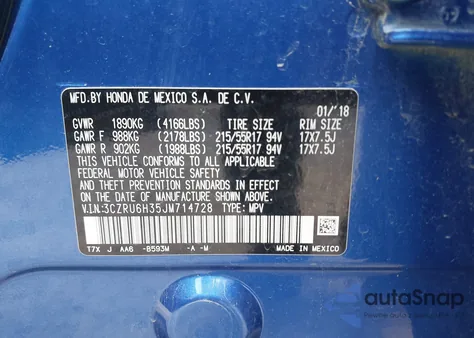 MFD. BY HONDA DE MEXICO S.A. DE C.V.
01/'18
GVWR 1890KG (4166LBS) TIRE SIZE RIM SIZE
GAWR F 988KG (2178LBS) 215/55R17 94V 17X7.5J
GAWR R 902KG (1988LBS) 215/55R17 94V 17X7.5J
THIS VEHICLE CONFORMS TO ALL APPLICABLE
FEDERAL MOTOR VEHICLE SAFETY AND THEFT
PREVENTION STANDARDS IN EFFECT ON THE
DATE OF MANUFACTURE SHOWN ABOVE.
V.I.N:3CZRU6H35JM714728 TYPE: MPV
T7X J AA6 -B593M -A -M MADE IN MEXICO
autoSnap